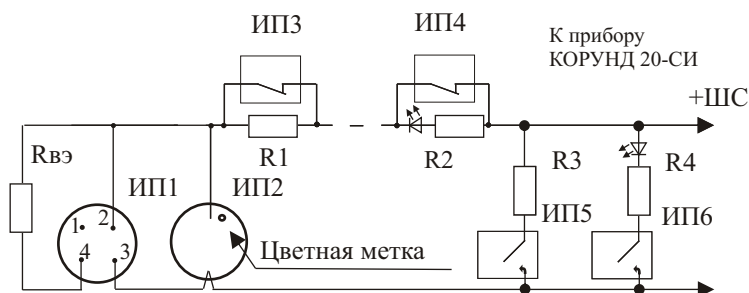 ИП3
ИП4
К прибору
КОРУНД 20-СИ
+ШС
Rвэ
R1
R2
R3
R4
ИП1
ИП2
ИП5
ИП6
1
2
4
3
Цветная метка